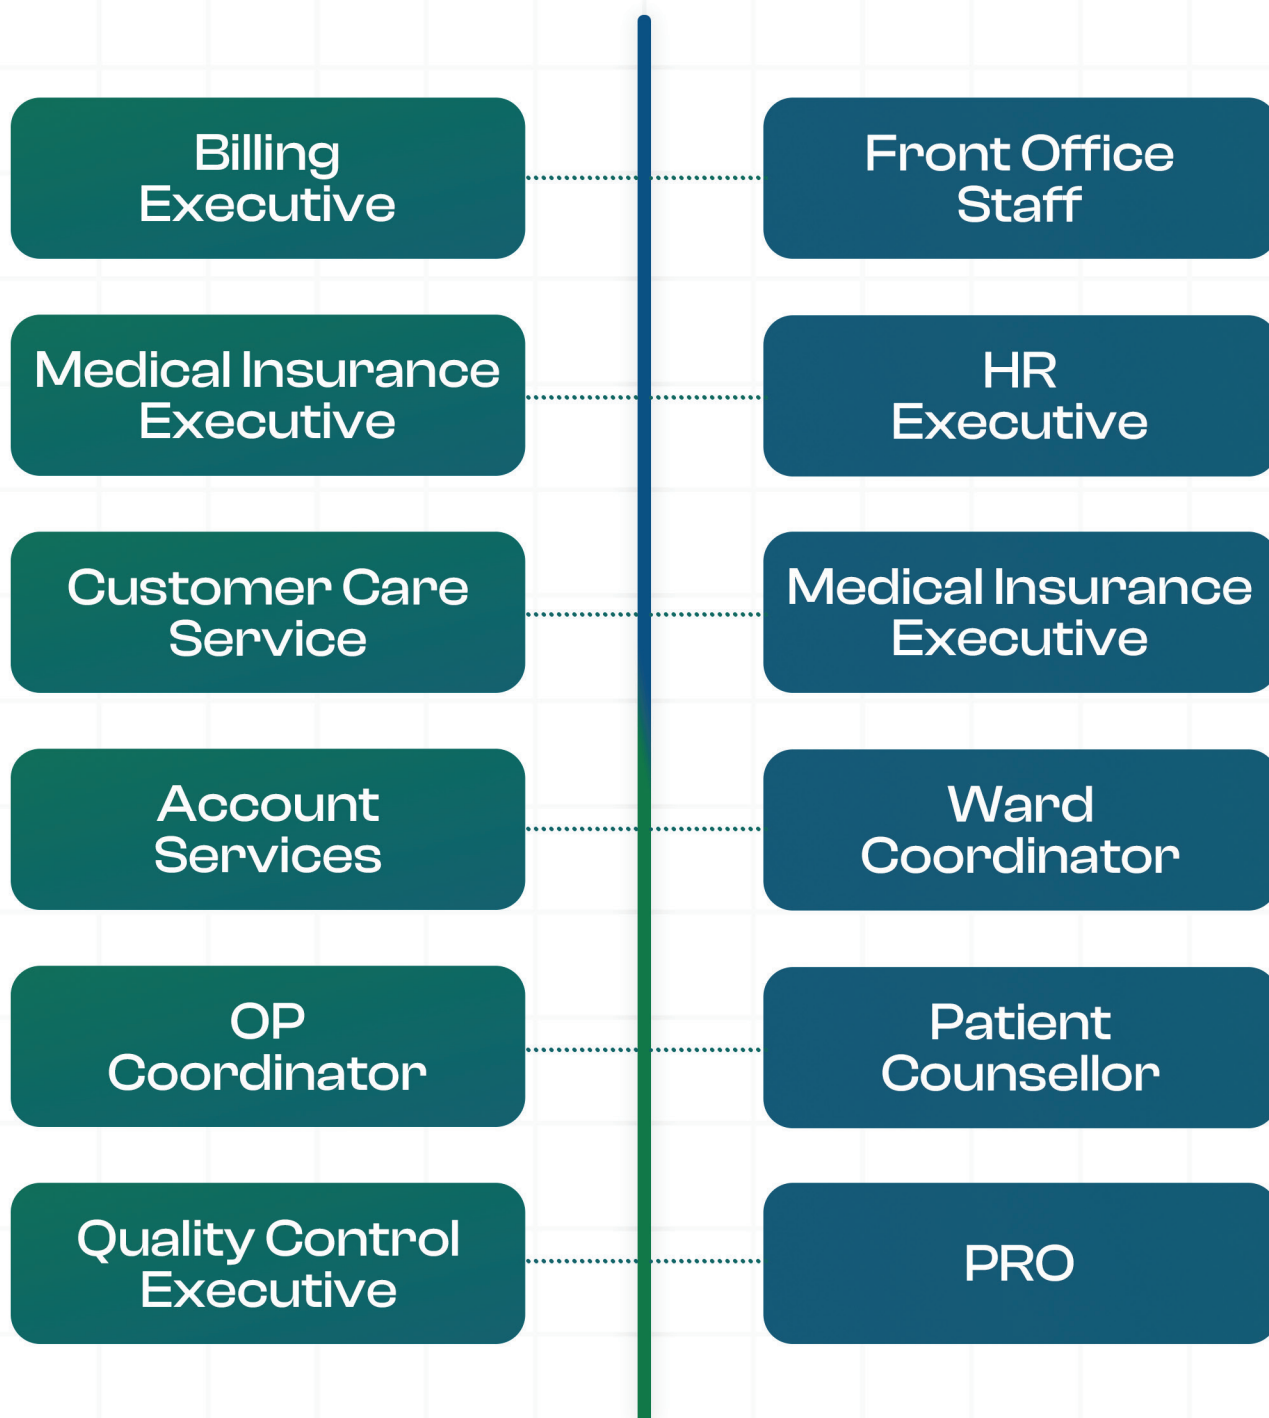 Billing
Executive
Front Office
Staff
Medical Insurance
Executive
HR
Executive
Customer Care
Service
Medical Insurance
Executive
Account
Services
Ward
Coordinator
OP
Coordinator
Patient
Counsellor
Quality Control
Executive
PRO